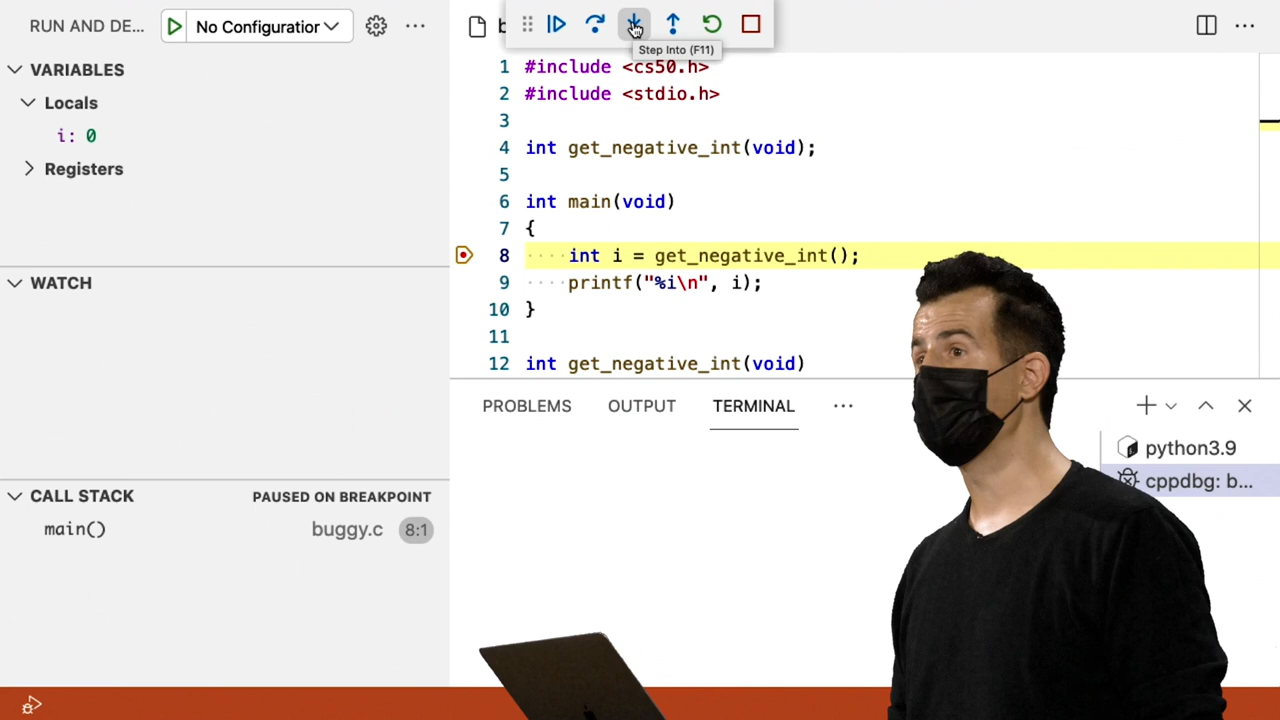 RUN AND DE...
No Configuration
VARIABLES
Locals
i: 0
Registers
WATCH
CALL STACK
PAUSED ON BREAKPOINT
main()
buggy.c
8:1
b
Step Into (F11)
1 #include <cs50.h>
2 #include <stdio.h>
3
4 int get_negative_int(void);
5
6 int main(void)
7 {
8 int i = get_negative_int();
9 printf("%i\n", i);
10 }
11
12 int get_negative_int(void)
PROBLEMS
OUTPUT
TERMINAL
python3.9
cppdbg: b...